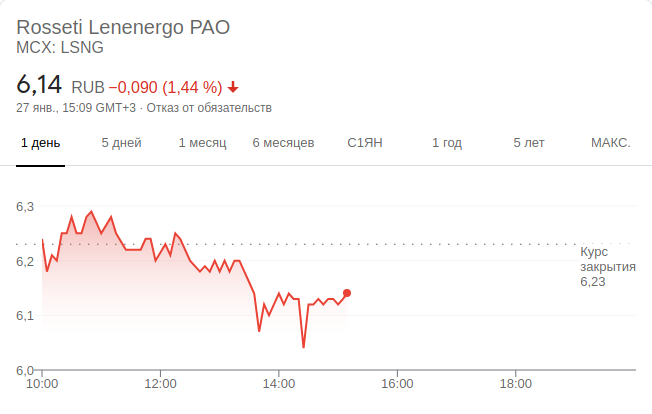 Rosseti Lenenergo PAO
MCX: LSNG
6,14 RUB −0,090 (1,44 %)
27 янв., 15:09 GMT+3 · Отказ от обязательств
1 день 5 дней 1 месяц 6 месяцев С1ЯН 1 год 5 лет МАКС.
6,3
Курс
закрытия
6,23
6,2
6,1
6,0
10:00 12:00 14:00 16:00 18:00